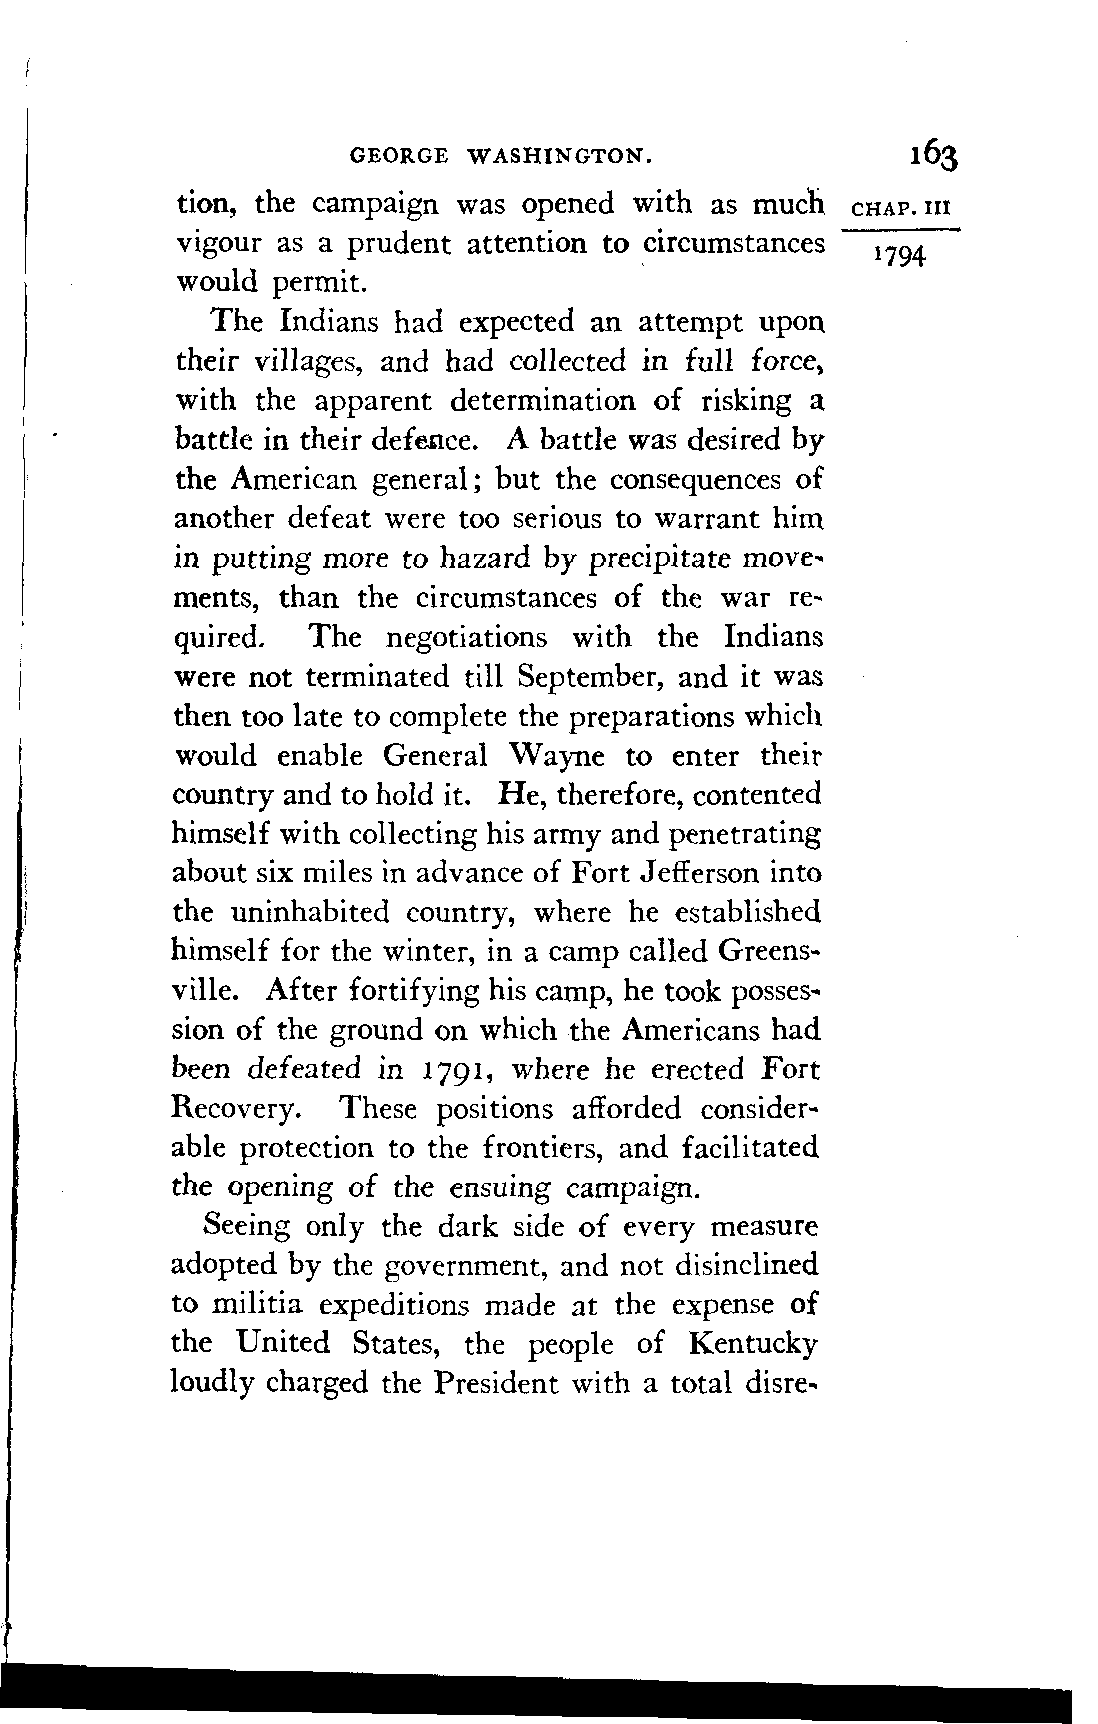 GEORGE WASHINGTON. 163
tion, the campaign was opened with as much CHAP. III
vigour as a prudent attention to circumstances 1794
would permit.
The Indians had expected an attempt upon
their villages, and had collected in full force,
with the apparent determination of risking a
battle in their defence. A battle was desired by
the American general; but the consequences of
another defeat were too serious to warrant him
in putting more to hazard by precipitate move-
ments, than the circumstances of the war re-
quired. The negotiations with the Indians
were not terminated till September, and it was
then too late to complete the preparations which
would enable General Wayne to enter their
country and to hold it. He, therefore, contented
himself with collecting his army and penetrating
about six miles in advance of Fort Jefferson into
the uninhabited country, where he established
himself for the winter, in a camp called Greens-
ville. After fortifying his camp, he took posses-
sion of the ground on which the Americans had
been defeated in 1791, where he erected Fort
Recovery. These positions afforded consider-
able protection to the frontiers, and facilitated
the opening of the ensuing campaign.
Seeing only the dark side of every measure
adopted by the government, and not disinclined
to militia expeditions made at the expense of
the United States, the people of Kentucky
loudly charged the President with a total disre-